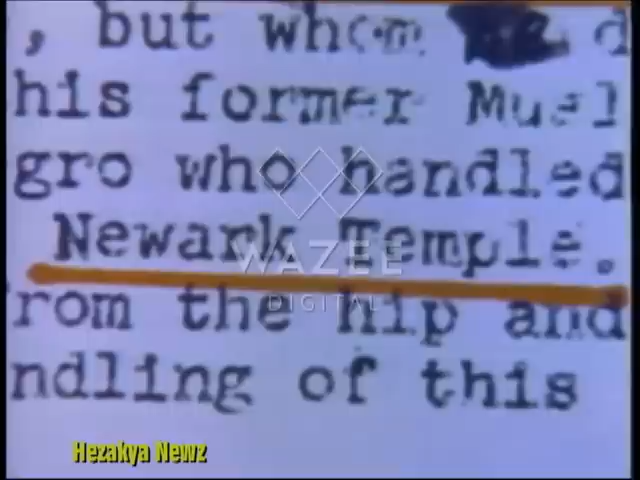 , but whom
his former Musl
gro who handled
Newark Temple.
rom the hip and
ndling of this
WAZEE
DIGITAL
Hezakya Newz